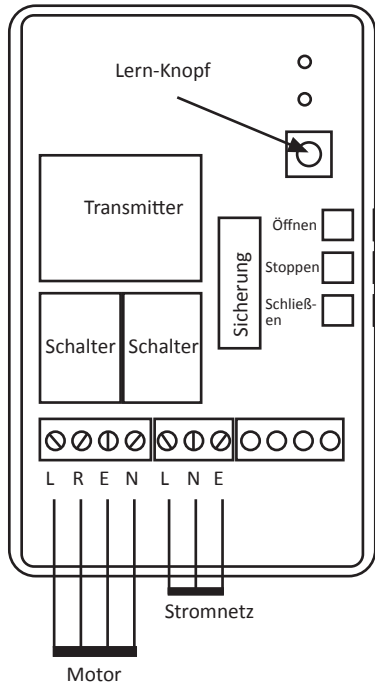 Lern-Knopf
Transmitter
Öffnen
Stoppen
Schließ-
en
Sicherung
Schalter Schalter
L R E N L N E
Stromnetz
Motor